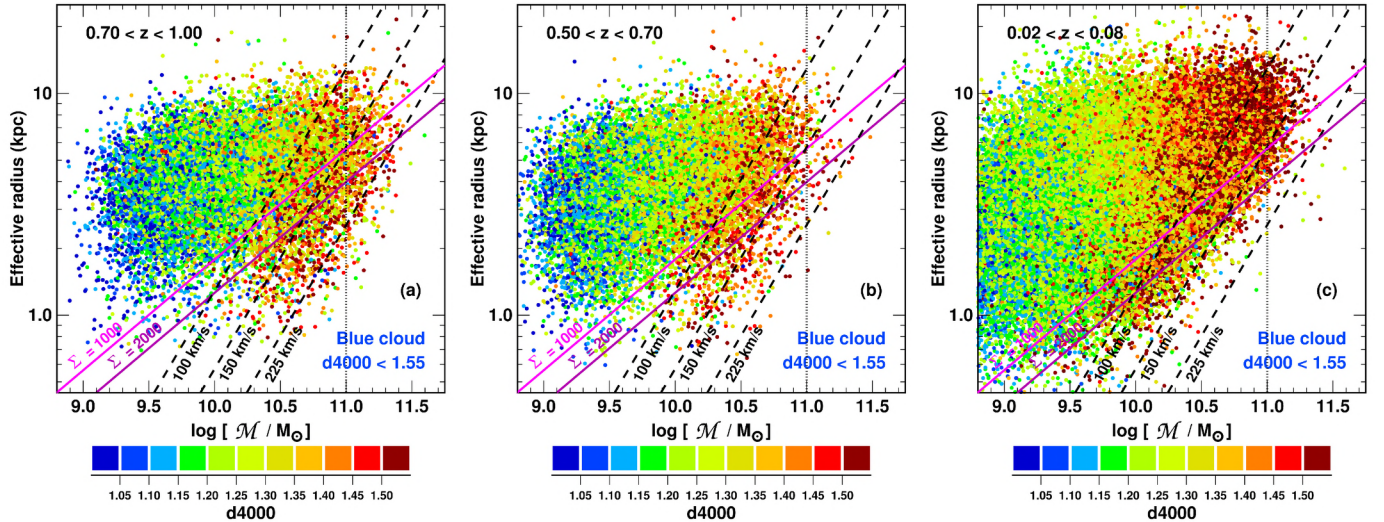 0.70 < z < 1.00
Effective radius (kpc)
10
1.0
(a)
Σ = 1000
Σ = 2000
100 km/s
150 km/s
225 km/s
Blue cloud
d4000 < 1.55
9.0 9.5 10.0 10.5 11.0 11.5
log [ ℳ / M⊙]
1.05 1.10 1.15 1.20 1.25 1.30 1.35 1.40 1.45 1.50
d4000
0.50 < z < 0.70
Effective radius (kpc)
10
1.0
(b)
Σ = 1000
Σ = 2000
100 km/s
150 km/s
225 km/s
Blue cloud
d4000 < 1.55
9.0 9.5 10.0 10.5 11.0 11.5
log [ ℳ / M⊙]
1.05 1.10 1.15 1.20 1.25 1.30 1.35 1.40 1.45 1.50
d4000
0.02 < z < 0.08
Effective radius (kpc)
10
1.0
(c)
100 km/s
150 km/s
225 km/s
Blue cloud
d4000 < 1.55
9.0 9.5 10.0 10.5 11.0 11.5
log [ ℳ / M⊙]
1.05 1.10 1.15 1.20 1.25 1.30 1.35 1.40 1.45 1.50
d4000